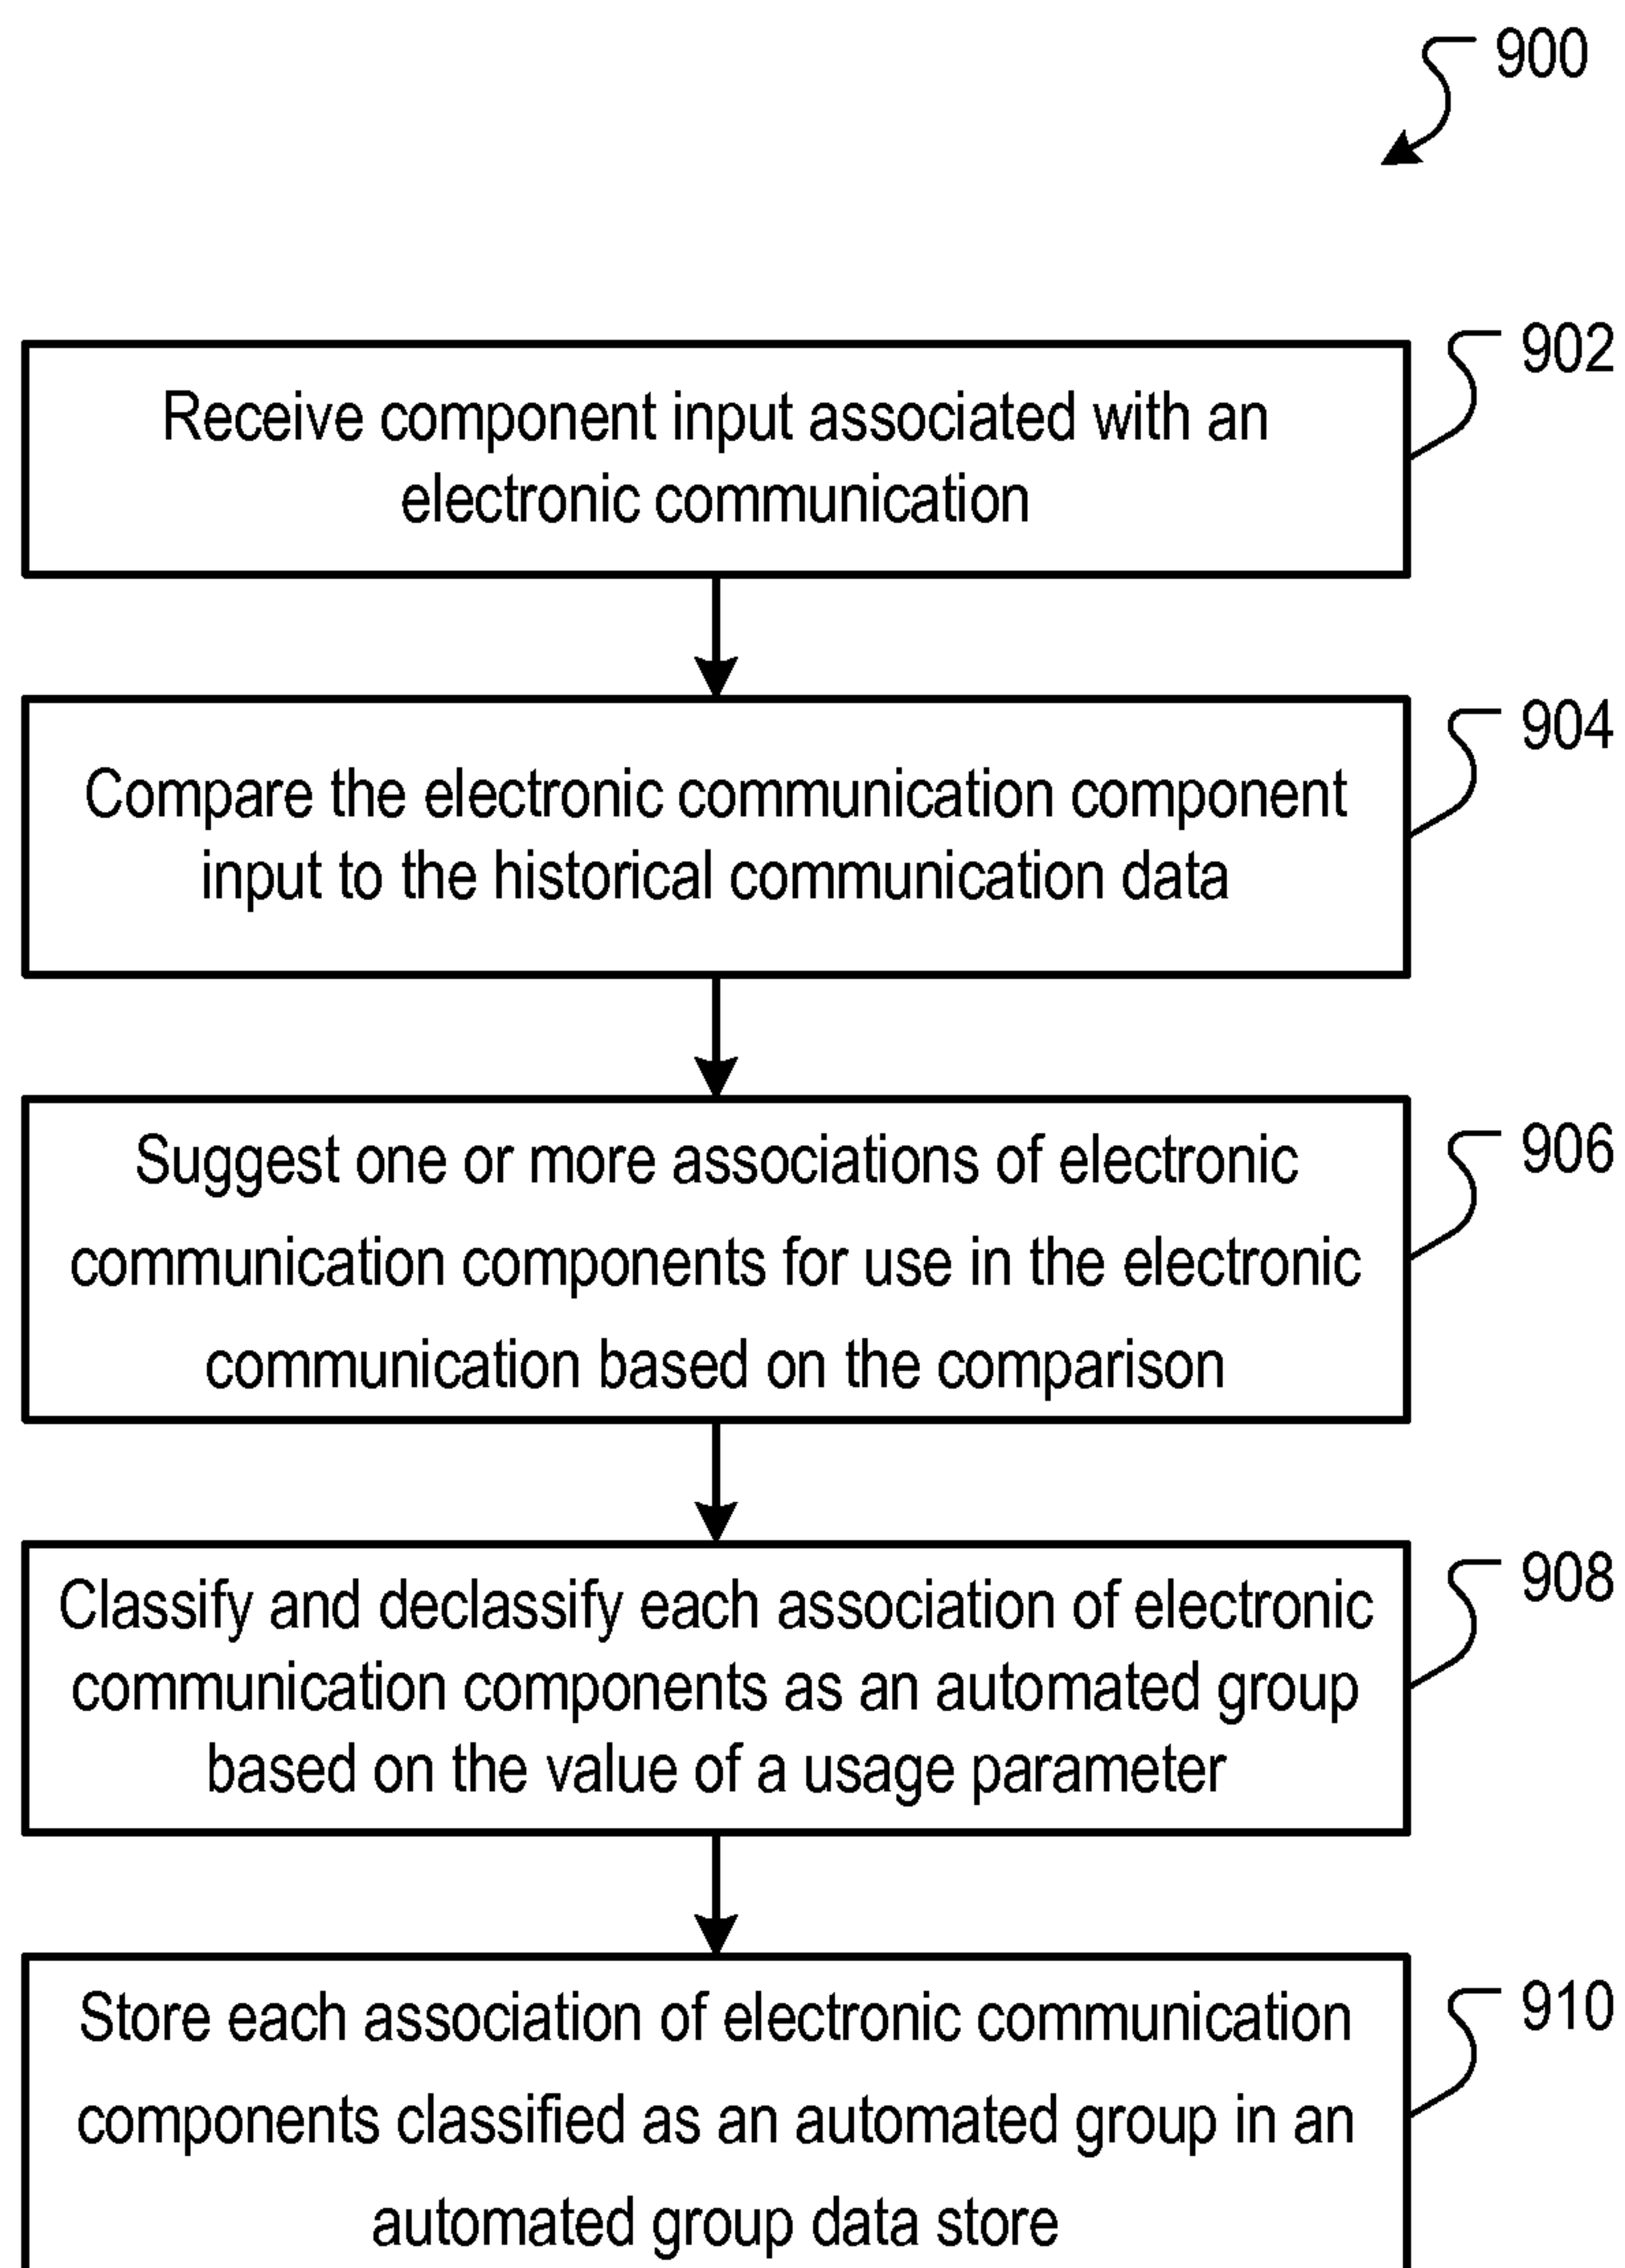 900
902
Receive component input associated with an
electronic communication
904
Compare the electronic communication component
input to the historical communication data
906
Suggest one or more associations of electronic
communication components for use in the electronic
communication based on the comparison
908
Classify and declassify each association of electronic
communication components as an automated group
based on the value of a usage parameter
910
Store each association of electronic communication
components classified as an automated group in an
automated group data store